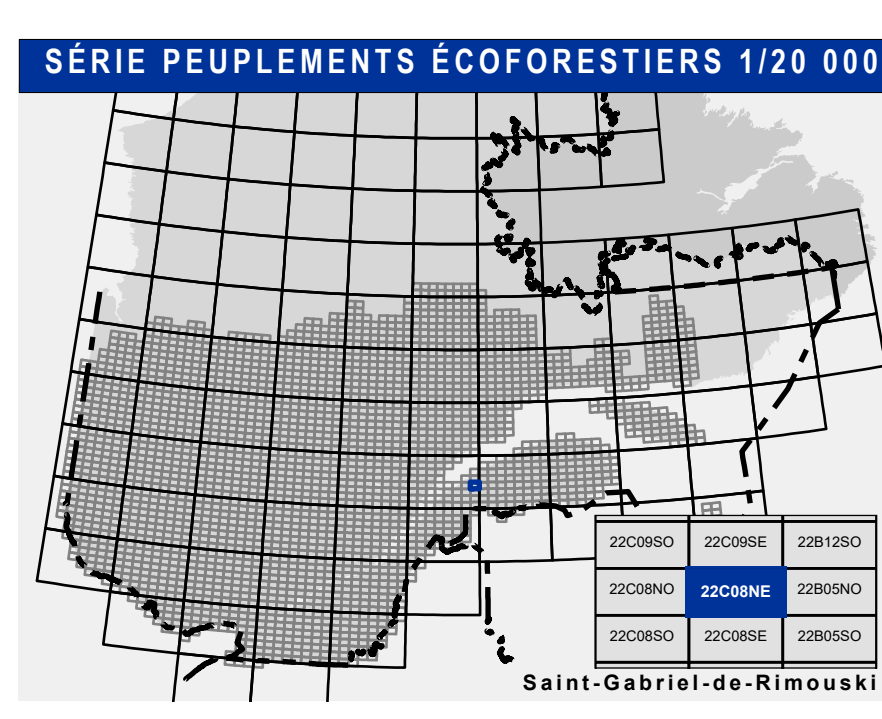 SÉRIE PEUPLEMENTS ÉCOFORESTIERS 1/20 000
22C09SO 22C09SE 22B12SO
22C08NO 22C08NE 22B05NO
22C08SO 22C08SE 22B05SO
Saint-Gabriel-de-Rimouski